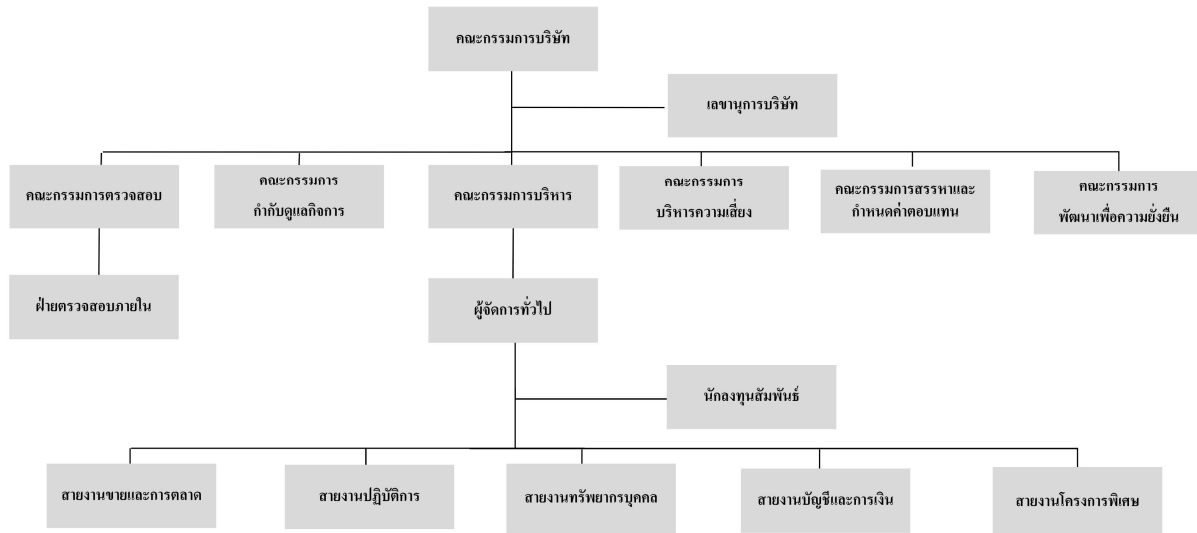 คณะกรรมการบริษัท
เลขานุการบริษัท
คณะกรรมการตรวจสอบ
คณะกรรมการ
กำกับดูแลกิจการ
คณะกรรมการบริหาร
คณะกรรมการ
บริหารความเสี่ยง
คณะกรรมการสรรหาและ
กำหนดค่าตอบแทน
คณะกรรมการ
พัฒนาเพื่อความยั่งยืน
ฝ่ายตรวจสอบภายใน
ผู้จัดการทั่วไป
นักลงทุนสัมพันธ์
สายงานขายและการตลาด
สายงานปฏิบัติการ
สายงานทรัพยากรบุคคล
สายงานบัญชีและการเงิน
สายงานโครงการพิเศษ